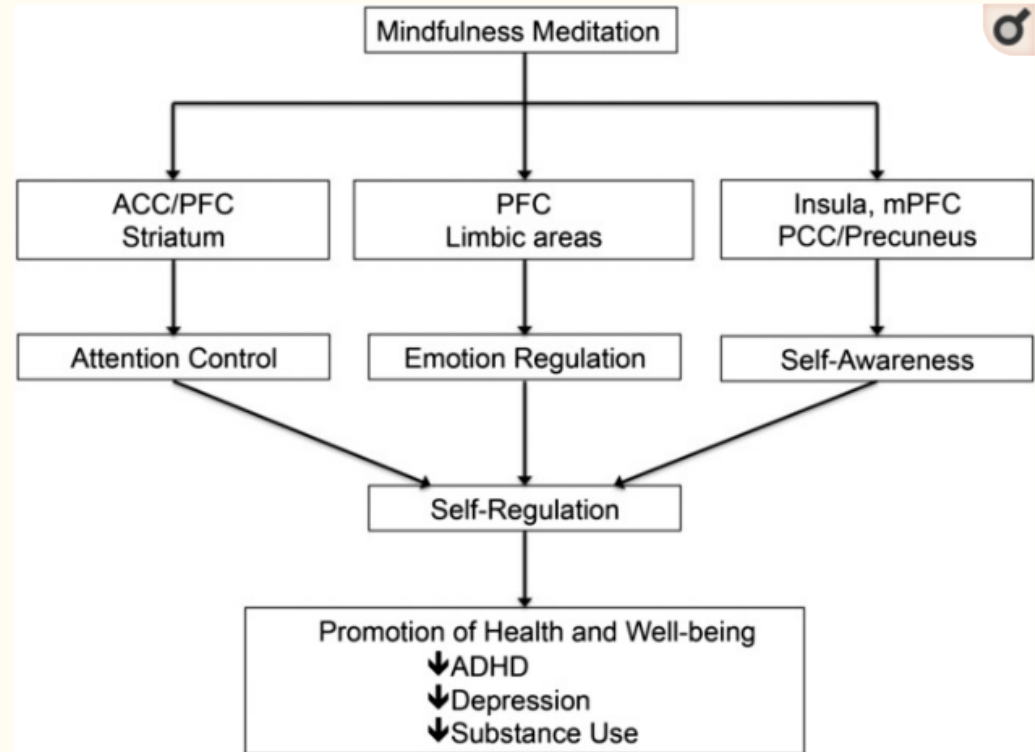 Mindfulness Meditation
ACC/PFC
Striatum
PFC
Limbic areas
Insula, mPFC
PCC/Precuneus
Attention Control
Emotion Regulation
Self-Awareness
Self-Regulation
Promotion of Health and Well-being
↓ADHD
↓Depression
↓Substance Use